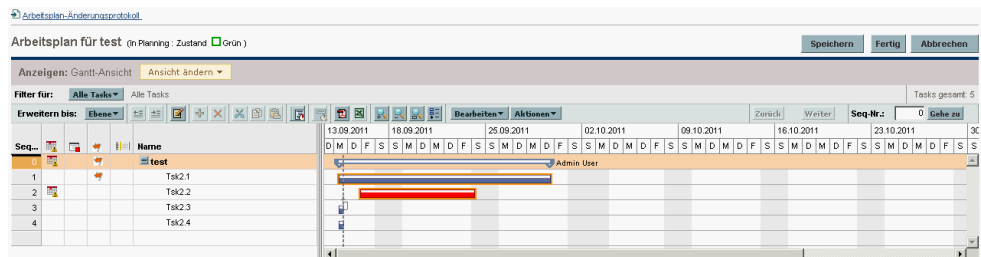 Arbeitsplan-Änderungsprotokoll
Arbeitsplan für test (In Planning : Zustand Grün )
Speichern Fertig Abbrechen
Anzeigen: Gantt-Ansicht Ansicht ändern
Filter für: Alle Tasks Alle Tasks Tasks gesamt: 5
Erweitern bis: Ebene Bearbeiten Aktionen Zurück Weiter Seq-Nr.: 0 Gehe zu
13.09.2011 18.09.2011 25.09.2011 02.10.2011 09.10.2011 16.10.2011 23.10.2011 30
Seq... Name D M D F S S M D M D F S S M D M D F S S M D M D F S S M D M D F S S M D M D F S S M D M D F S S
0 test Admin User
1 Tsk2.1
2 Tsk2.2
3 Tsk2.3
4 Tsk2.4